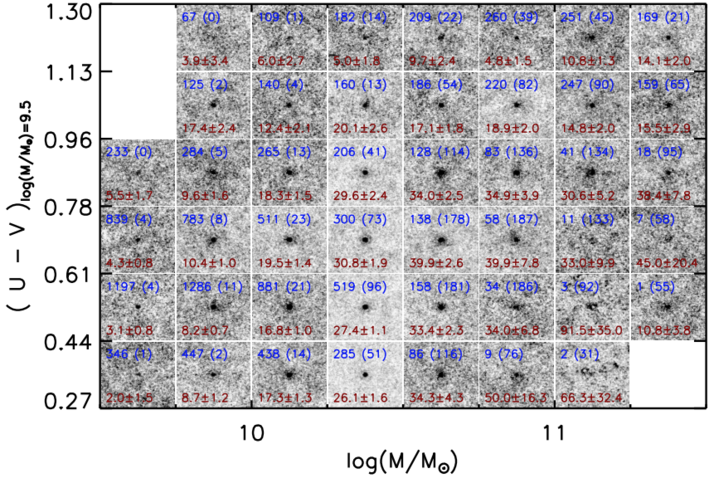 1.30
67 (0) 109 (1) 182 (14) 209 (22) 260 (39) 251 (45) 169 (21)
3.9±3.4 6.0±2.7 5.0±1.8 9.7±2.4 4.8±1.5 10.8±1.3 14.1±2.0
1.13
125 (2) 140 (4) 160 (13) 186 (54) 220 (82) 247 (90) 159 (65)
17.4±2.4 12.4±2.1 20.1±2.6 17.1±1.8 18.9±2.0 14.8±2.0 15.5±2.9
0.96
233 (0) 284 (5) 265 (13) 206 (41) 128 (114) 83 (136) 41 (134) 18 (95)
5.5±1.7 9.6±1.6 18.3±1.5 29.6±2.4 34.0±2.5 34.9±3.9 30.6±5.2 38.4±7.8
0.78
839 (4) 783 (8) 511 (23) 300 (73) 138 (178) 58 (187) 11 (133) 7 (58)
4.3±0.8 10.4±1.0 19.5±1.4 30.8±1.9 39.9±2.6 39.9±7.8 33.0±9.9 45.0±20.4
0.61
1197 (4) 1286 (11) 881 (21) 519 (96) 158 (181) 34 (186) 3 (92) 1 (55)
3.1±0.8 8.2±0.7 16.8±1.0 27.4±1.1 33.4±2.3 34.0±6.8 91.5±35.0 10.8±3.8
0.44
346 (1) 447 (2) 438 (14) 285 (51) 86 (116) 9 (76) 2 (31)
2.0±1.8 8.7±1.2 17.3±1.3 26.1±1.6 34.3±4.3 50.0±16.3 66.3±32.4
0.27
10 11
log(M/M⊙)
(U − V)log(M/M⊙)=9.5